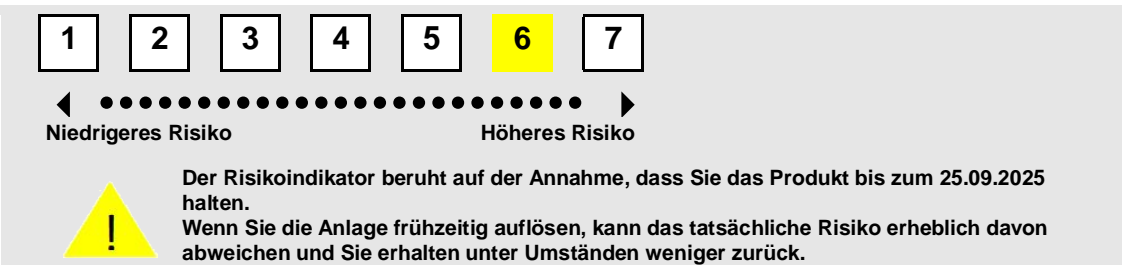 1 2 3 4 5 6 7
Niedrigeres Risiko Höheres Risiko
Der Risikoindikator beruht auf der Annahme, dass Sie das Produkt bis zum 25.09.2025
halten.
Wenn Sie die Anlage frühzeitig auflösen, kann das tatsächliche Risiko erheblich davon
abweichen und Sie erhalten unter Umständen weniger zurück.
!